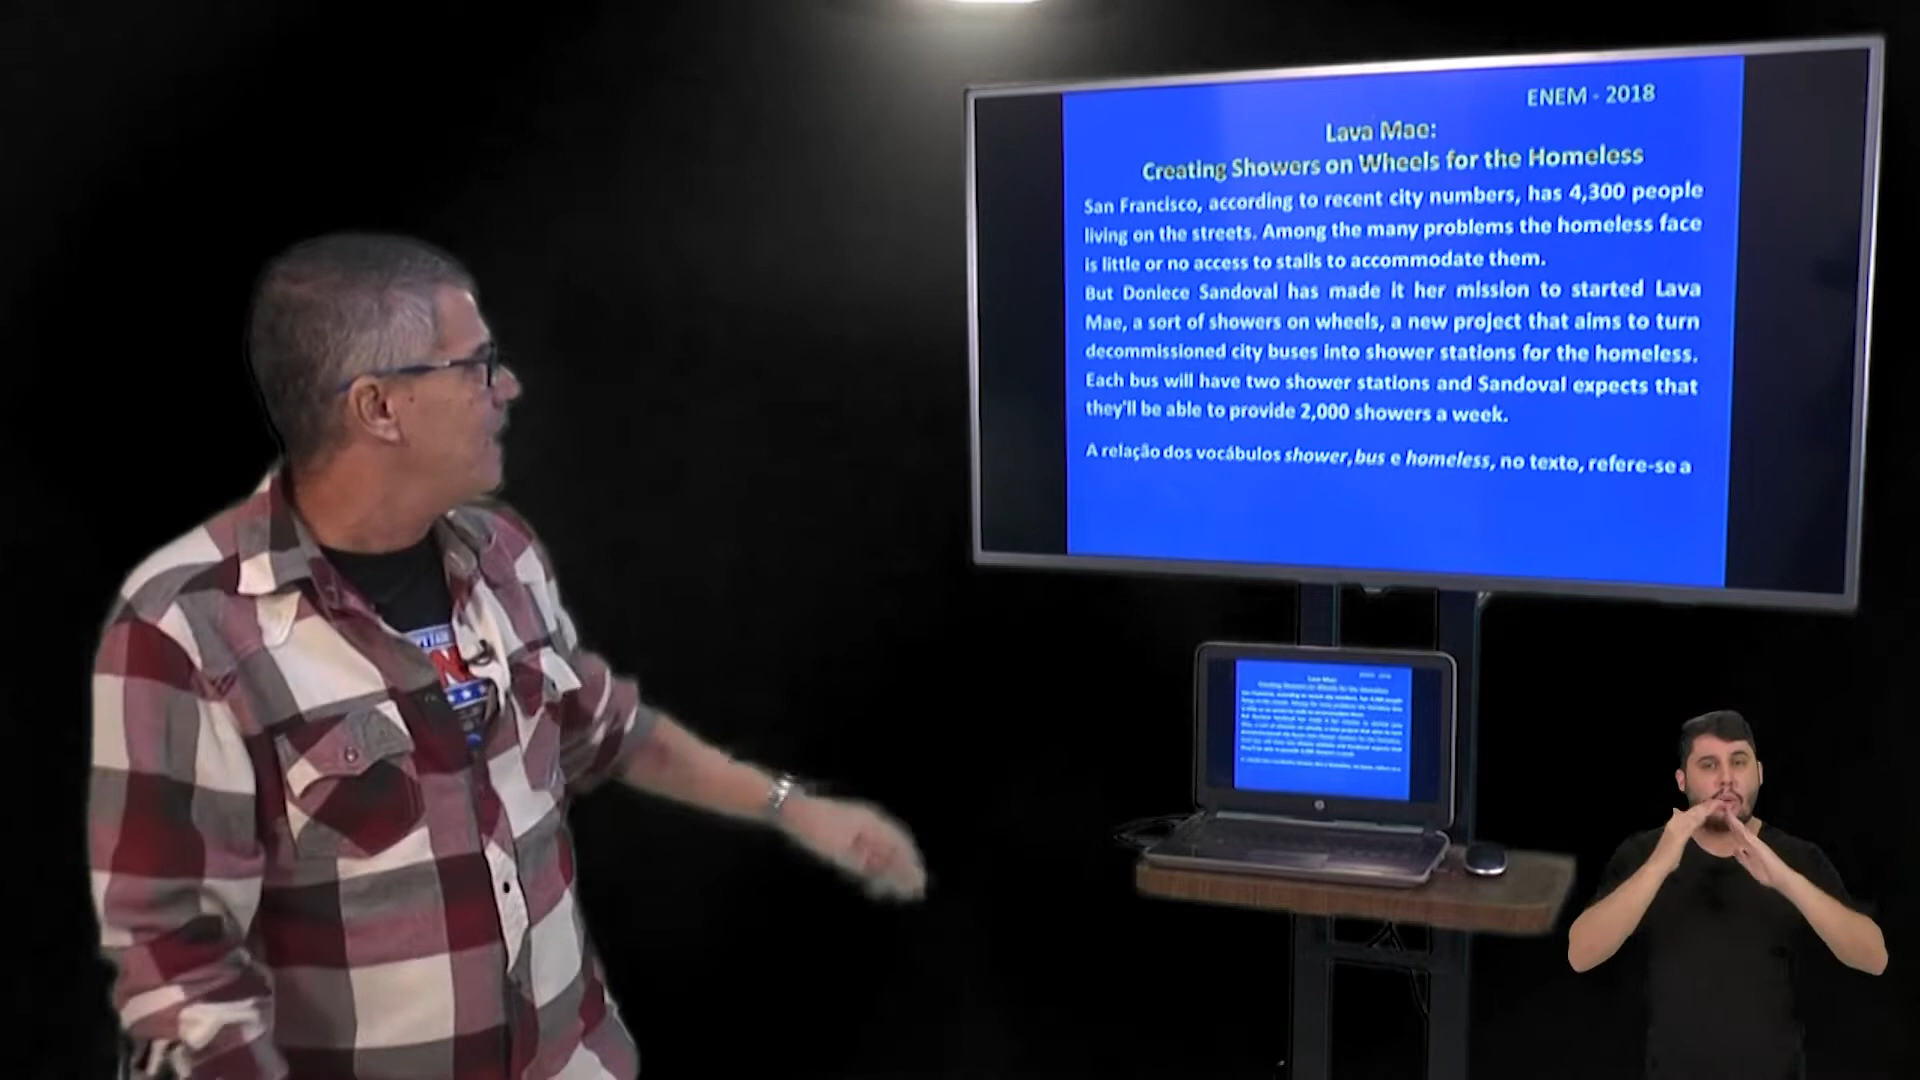 ENEM - 2018
Lava Mae:
Creating Showers on Wheels for the Homeless
San Francisco, according to recent city numbers, has 4,300 people
living on the streets. Among the many problems the homeless face
is little or no access to stalls to accommodate them.
But Doniece Sandoval has made it her mission to started Lava
Mae, a sort of showers on wheels, a new project that aims to turn
decommissioned city buses into shower stations for the homeless.
Each bus will have two shower stations and Sandoval expects that
they'll be able to provide 2,000 showers a week.
A relação dos vocábulos shower, bus e homeless, no texto, refere-se a